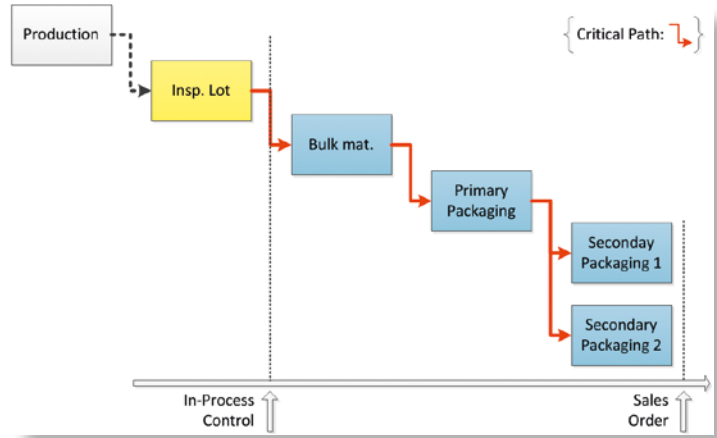 Production
{ Critical Path: }
Insp. Lot
Bulk mat.
Primary
Packaging
Seconday
Packaging 1
Secondary
Packaging 2
In-Process
Control
Sales
Order